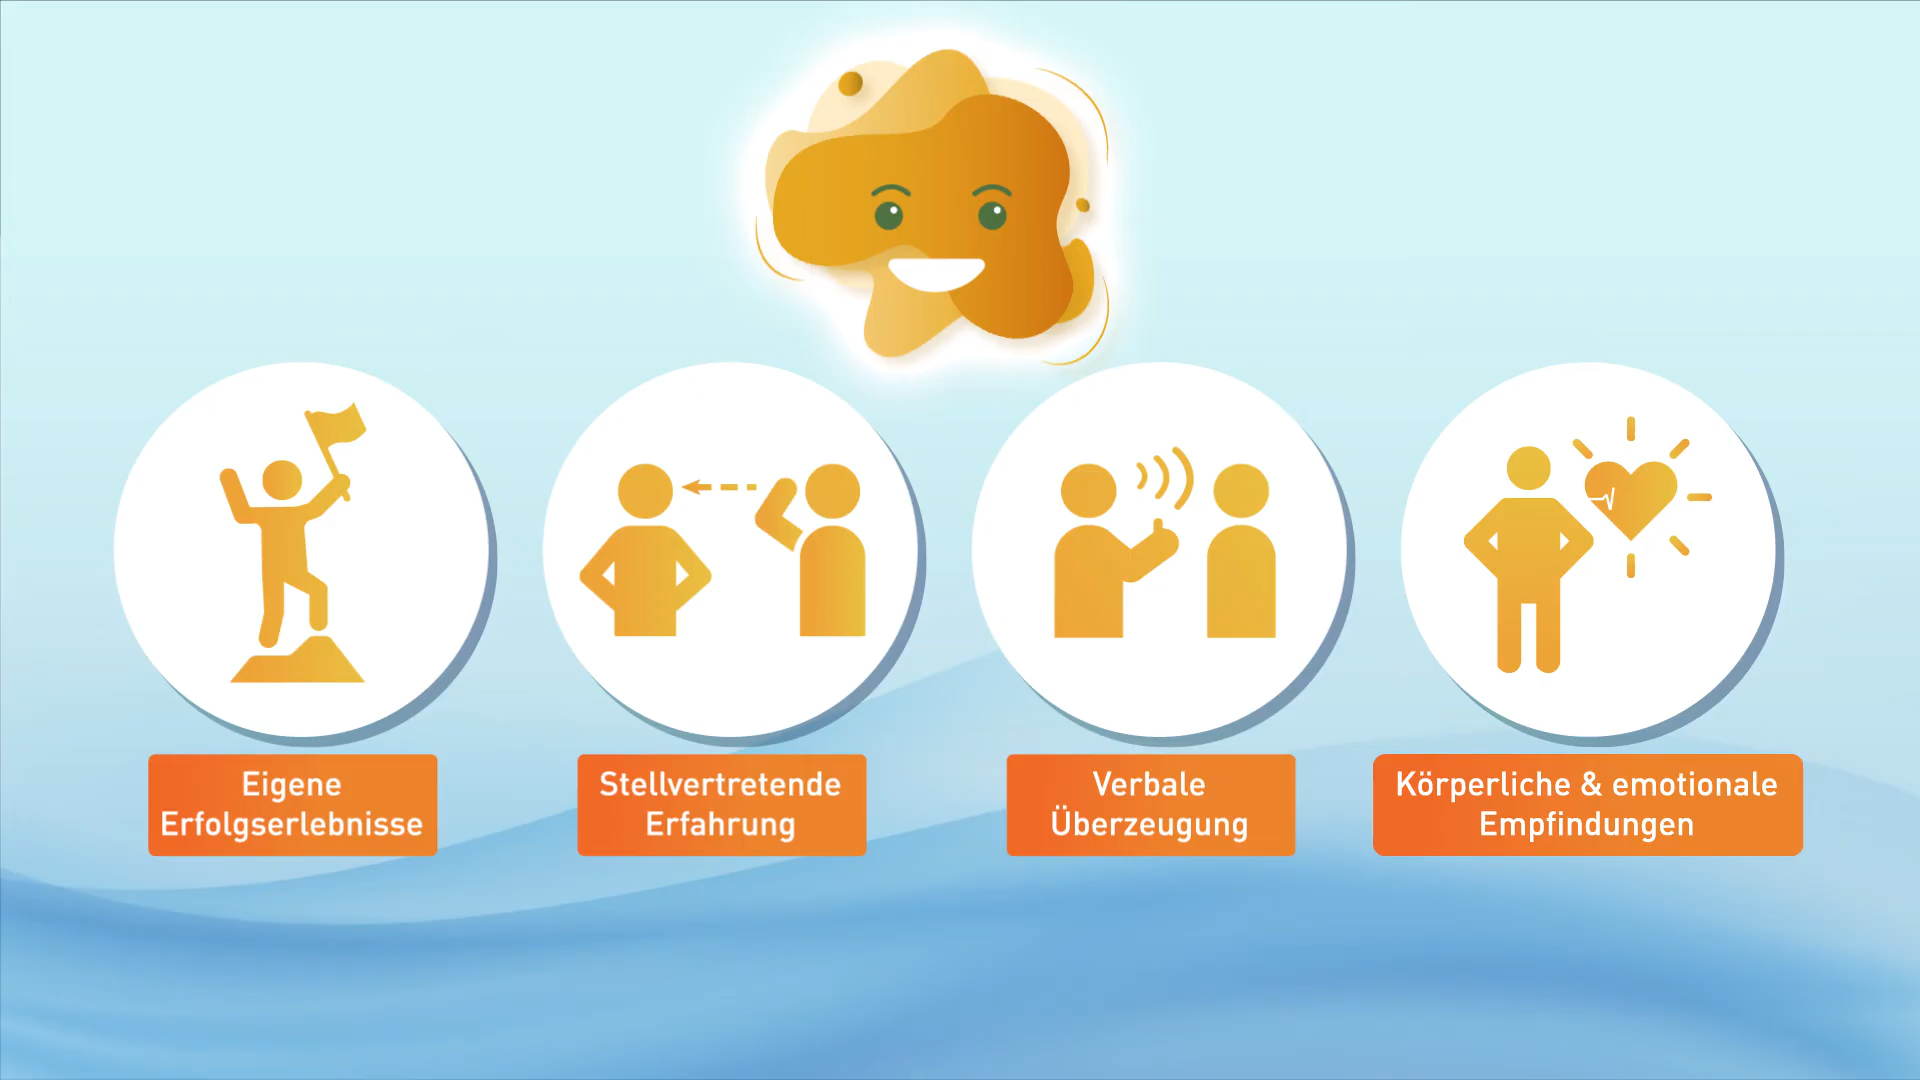 Eigene
Erfolgserlebnisse
Stellvertretende
Erfahrung
Verbale
Überzeugung
Körperliche & emotionale
Empfindungen